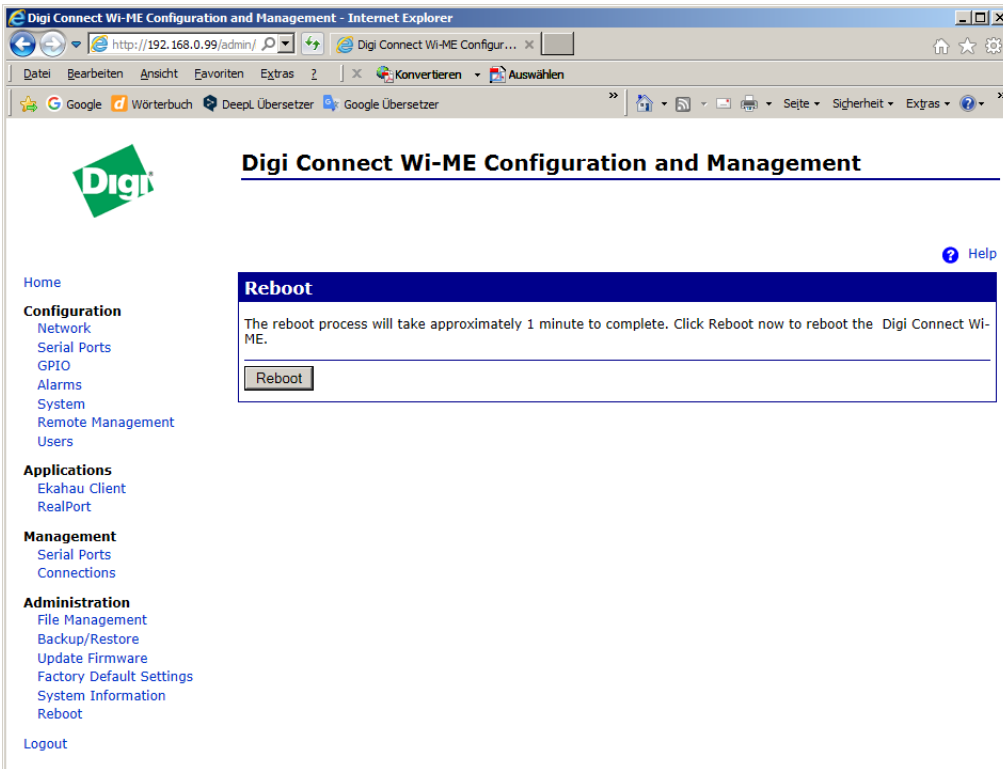 Digi Connect Wi-ME Configuration and Management - Internet Explorer
http://192.168.0.99/admin/
Digi Connect Wi-ME Configur...
Datei Bearbeiten Ansicht Favoriten Extras ? Konvertieren Auswählen
Google Wörterbuch DeepL Übersetzer Google Übersetzer » Seite Sicherheit Extras
Digi
Digi Connect Wi-ME Configuration and Management
Help
Home
Configuration
Network
Serial Ports
GPIO
Alarms
System
Remote Management
Users
Applications
Ekahau Client
RealPort
Management
Serial Ports
Connections
Administration
File Management
Backup/Restore
Update Firmware
Factory Default Settings
System Information
Reboot
Logout
Reboot
The reboot process will take approximately 1 minute to complete. Click Reboot now to reboot the Digi Connect Wi-
ME.
Reboot